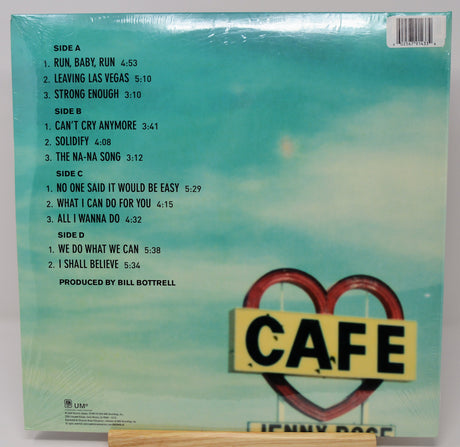 SIDE A
1. RUN, BABY, RUN 4:53
2. LEAVING LAS VEGAS 5:10
3. STRONG ENOUGH 3:10
SIDE B
1. CAN'T CRY ANYMORE 3:41
2. SOLIDIFY 4:08
3. THE NA-NA SONG 3:12
SIDE C
1. NO ONE SAID IT WOULD BE EASY 5:29
2. WHAT I CAN DO FOR YOU 4:15
3. ALL I WANNA DO 4:32
SIDE D
1. WE DO WHAT WE CAN 5:38
2. I SHALL BELIEVE 5:34
PRODUCED BY BILL BOTTRELL
CAFE
JENNY ROSE
UMe